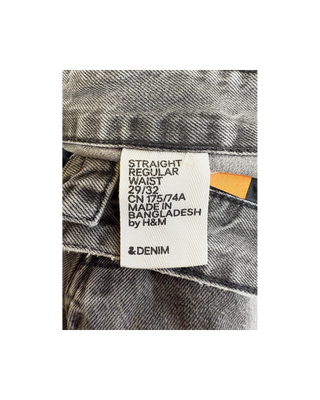 STRAIGHT
REGULAR
WAIST
29/32
CN 175/74A
MADE IN
BANGLADESH
by H&M
&DENIM